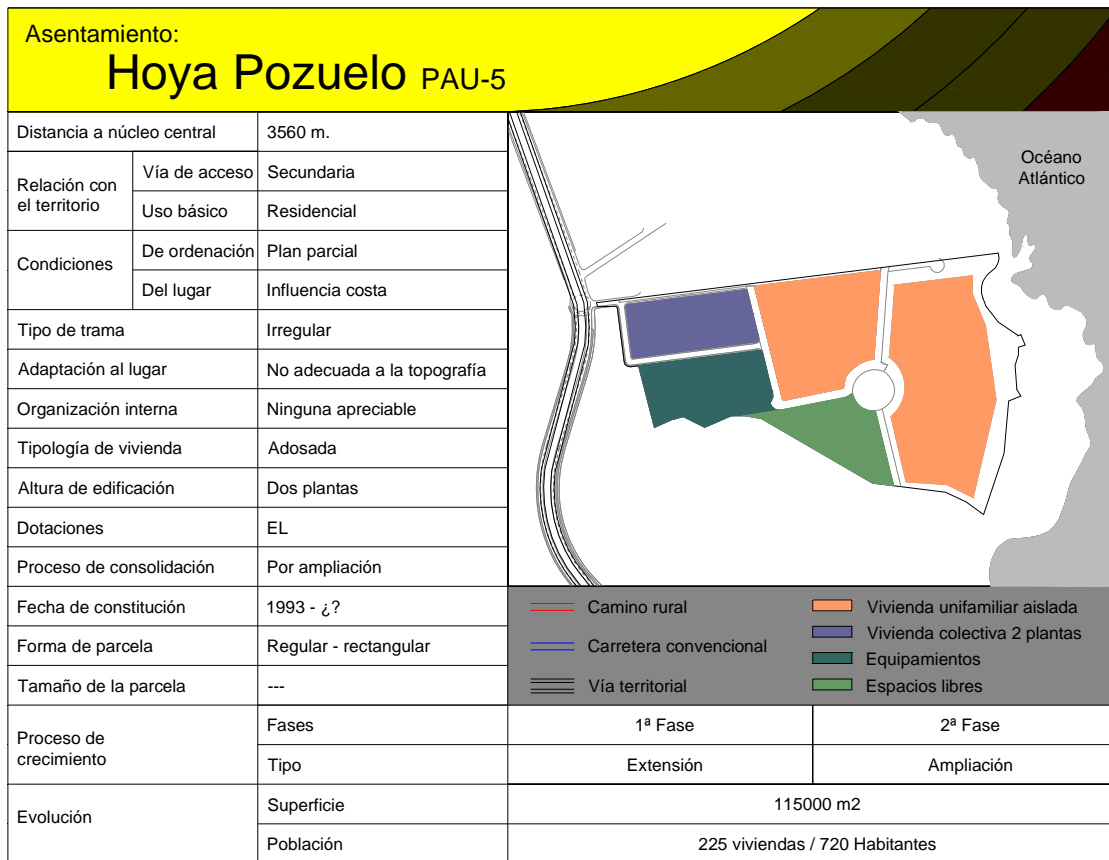 Asentamiento:
Hoya Pozuelo PAU-5
Distancia a núcleo central 3560 m.
Relación con el territorio
Vía de acceso Secundaria
Uso básico Residencial
Condiciones
De ordenación Plan parcial
Del lugar Influencia costa
Tipo de trama Irregular
Adaptación al lugar No adecuada a la topografía
Organización interna Ninguna apreciable
Tipología de vivienda Adosada
Altura de edificación Dos plantas
Dotaciones EL
Proceso de consolidación Por ampliación
Fecha de constitución 1993 - ¿?
Forma de parcela Regular - rectangular
Tamaño de la parcela ---
Océano
Atlántico
Camino rural
Carretera convencional
Vía territorial
Vivienda unifamiliar aislada
Vivienda colectiva 2 plantas
Equipamientos
Espacios libres
Proceso de
crecimiento
Fases 1ª Fase 2ª Fase
Tipo Extensión Ampliación
Evolución
Superficie 115000 m2
Población 225 viviendas / 720 Habitantes